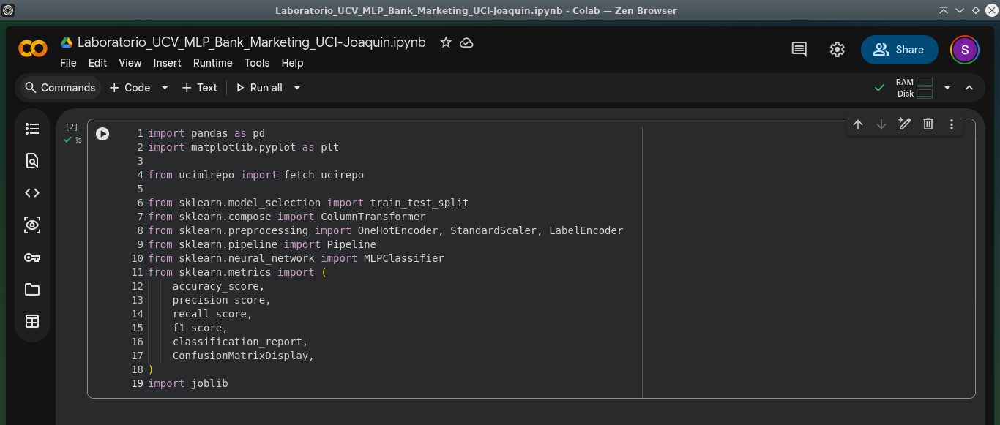 Laboratorio_UCV_MLP_Bank_Marketing_UCI-Joaquin.ipynb - Colab — Zen Browser
Laboratorio_UCV_MLP_Bank_Marketing_UCI-Joaquin.ipynb
File Edit View Insert Runtime Tools Help
Share
S
Commands + Code + Text Run all
RAM
Disk
[2]
1s
1 import pandas as pd
2 import matplotlib.pyplot as plt
3
4 from ucimlrepo import fetch_ucirepo
5
6 from sklearn.model_selection import train_test_split
7 from sklearn.compose import ColumnTransformer
8 from sklearn.preprocessing import OneHotEncoder, StandardScaler, LabelEncoder
9 from sklearn.pipeline import Pipeline
10 from sklearn.neural_network import MLPClassifier
11 from sklearn.metrics import (
12     accuracy_score,
13     precision_score,
14     recall_score,
15     f1_score,
16     classification_report,
17     ConfusionMatrixDisplay,
18 )
19 import joblib